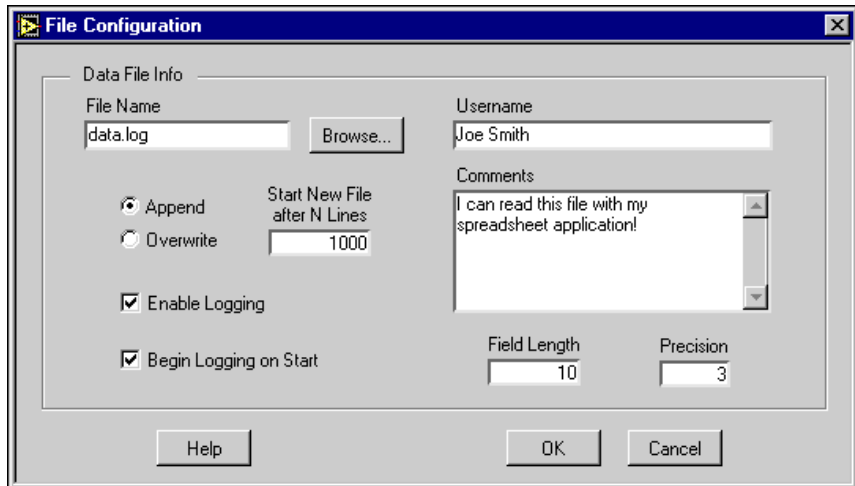 File Configuration
Data File Info
File Name
data.log
Browse...
Username
Joe Smith
Append
Overwrite
Start New File
after N Lines
1000
Comments
I can read this file with my
spreadsheet application!
Enable Logging
Begin Logging on Start
Field Length
10
Precision
3
Help
OK
Cancel